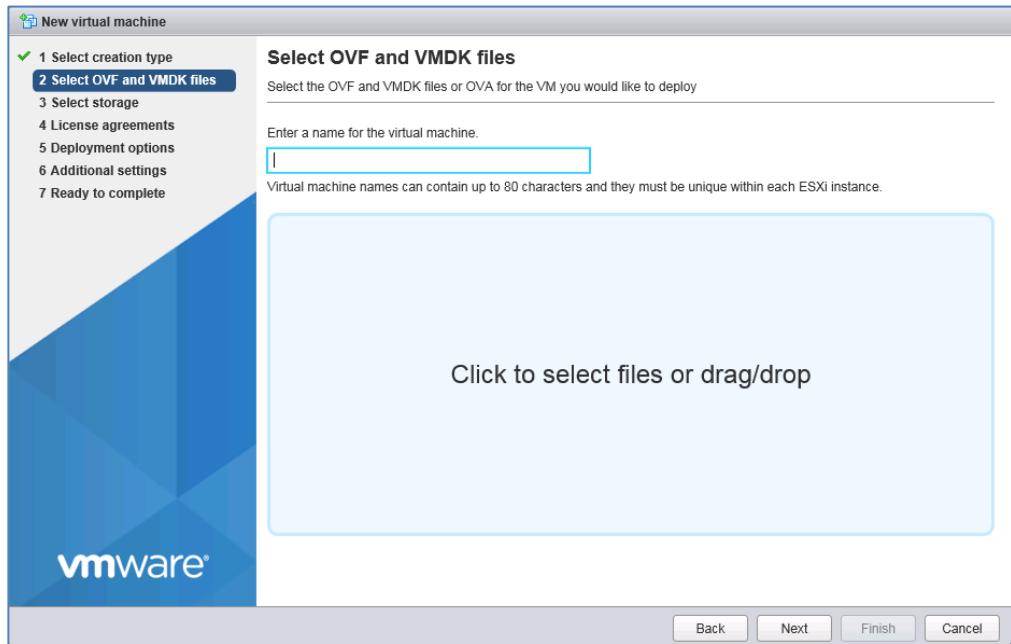 New virtual machine
1 Select creation type
2 Select OVF and VMDK files
3 Select storage
4 License agreements
5 Deployment options
6 Additional settings
7 Ready to complete
vmware®
Select OVF and VMDK files
Select the OVF and VMDK files or OVA for the VM you would like to deploy
Enter a name for the virtual machine.
Virtual machine names can contain up to 80 characters and they must be unique within each ESXi instance.
Click to select files or drag/drop
Back Next Finish Cancel